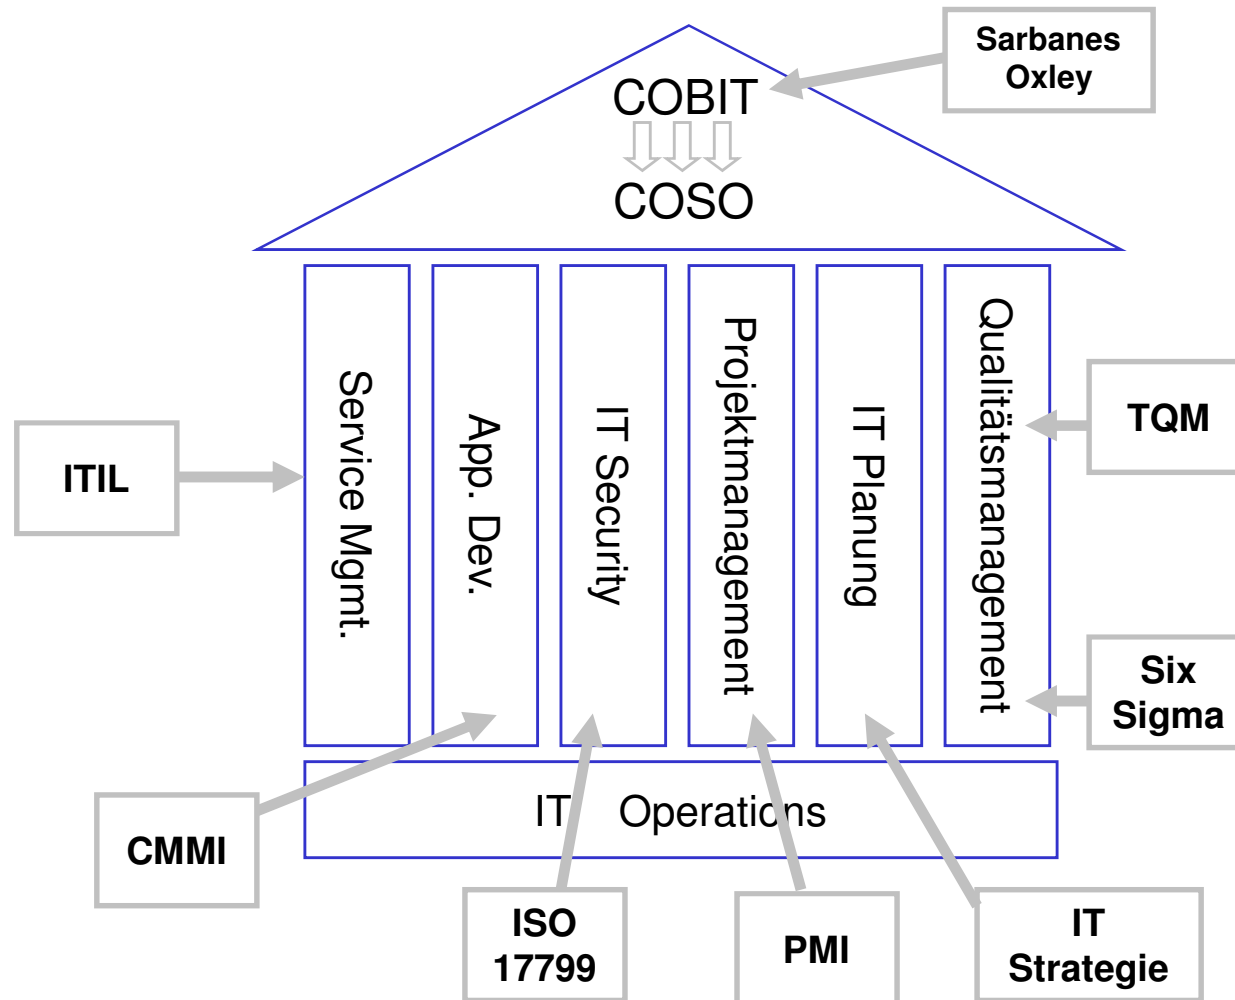 Sarbanes
Oxley
COBIT
COSO
Service Mgmt.
App. Dev.
IT Security
Projektmanagement
IT Planung
Qualitätsmanagement
ITIL
TQM
Six
Sigma
IT Operations
CMMI
ISO
17799
PMI
IT
Strategie